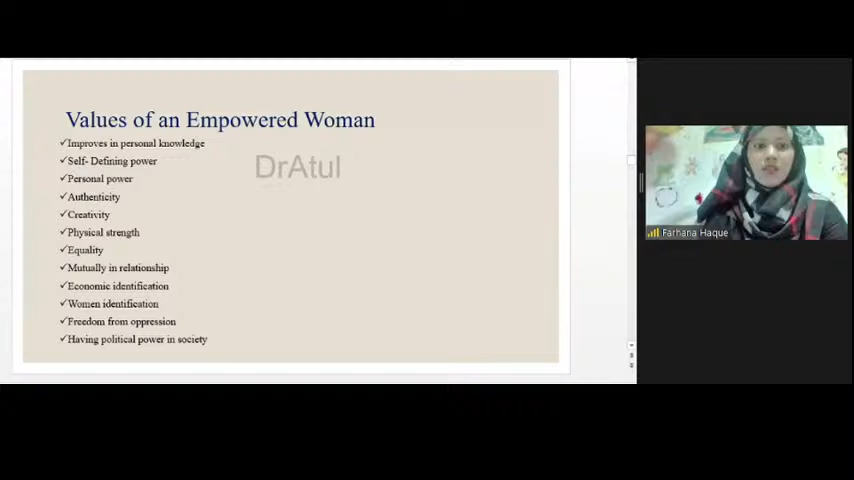 Values of an Empowered Woman
✓Improves in personal knowledge
✓Self- Defining power
DrAtul
✓Personal power
✓Authenticity
✓Creativity
✓Physical strength
✓Equality
✓Mutually in relationship
✓Economic identification
✓Women identification
✓Freedom from oppression
✓Having political power in society
Farhana Haque